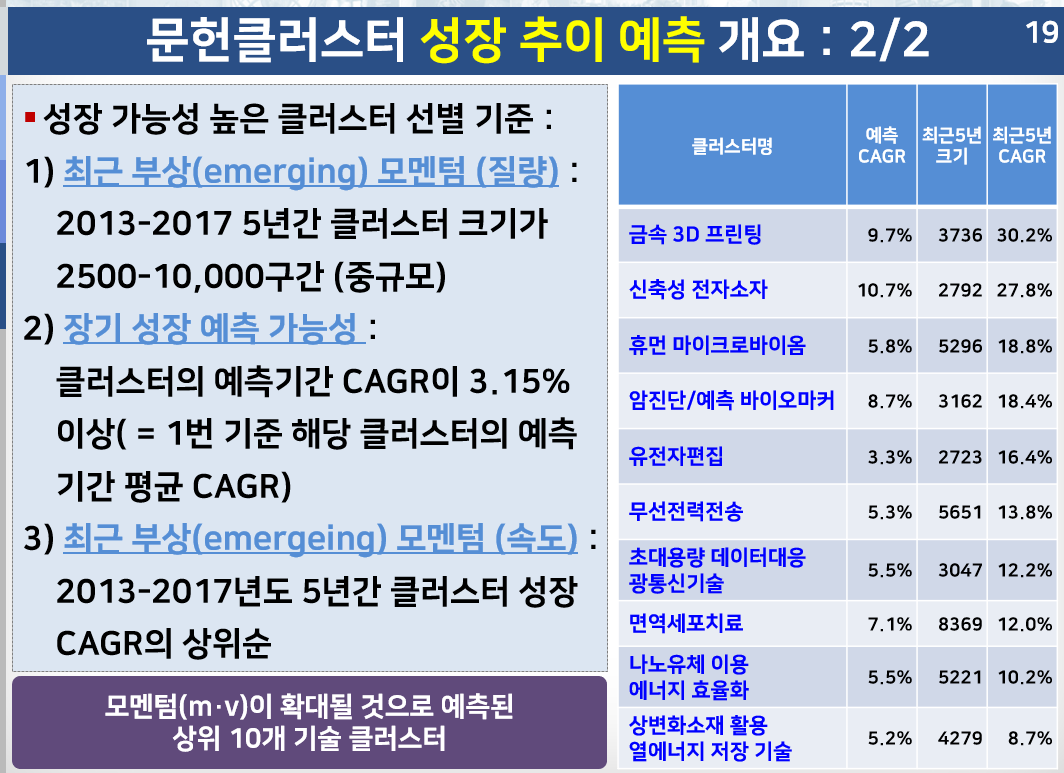 문헌클러스터 성장 추이 예측 개요 : 2/2
19
▪성장 가능성 높은 클러스터 선별 기준 :
1) 최근 부상(emerging) 모멘텀 (질량) :
2013-2017 5년간 클러스터 크기가
2500-10,000구간 (중규모)
2) 장기 성장 예측 가능성 :
클러스터의 예측기간 CAGR이 3.15%
이상( = 1번 기준 해당 클러스터의 예측
기간 평균 CAGR)
3) 최근 부상(emergeing) 모멘텀 (속도) :
2013-2017년도 5년간 클러스터 성장
CAGR의 상위순
모멘텀(m·v)이 확대될 것으로 예측된
상위 10개 기술 클러스터
클러스터명 예측 CAGR 최근5년 크기 최근5년 CAGR
금속 3D 프린팅 9.7% 3736 30.2%
신축성 전자소자 10.7% 2792 27.8%
휴먼 마이크로바이옴 5.8% 5296 18.8%
암진단/예측 바이오마커 8.7% 3162 18.4%
유전자편집 3.3% 2723 16.4%
무선전력전송 5.3% 5651 13.8%
초대용량 데이터대응
광통신기술 5.5% 3047 12.2%
면역세포치료 7.1% 8369 12.0%
나노유체 이용
에너지 효율화 5.5% 5221 10.2%
상변화소재 활용
열에너지 저장 기술 5.2% 4279 8.7%